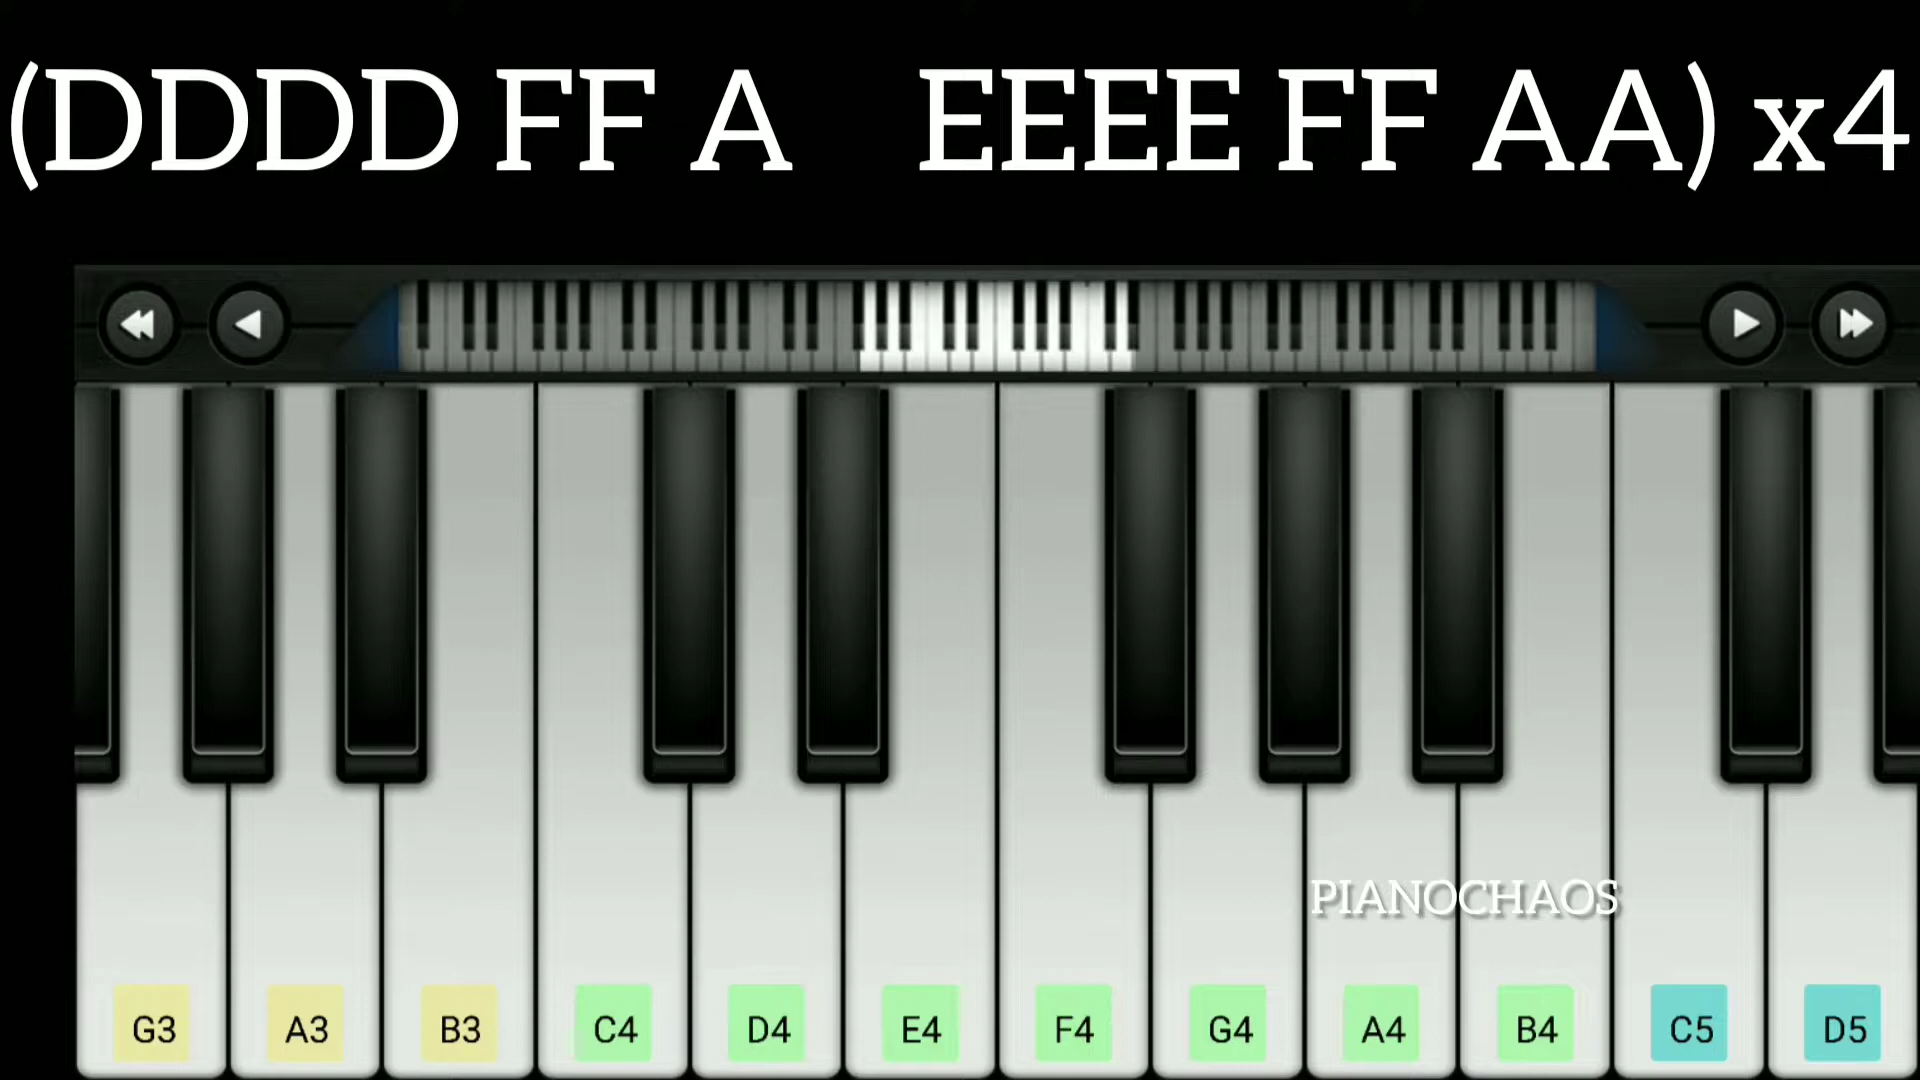 (DDDD FF A EEEE FF AA) x4
PIANOCHAOS
G3 A3 B3 C4 D4 E4 F4 G4 A4 B4 C5 D5